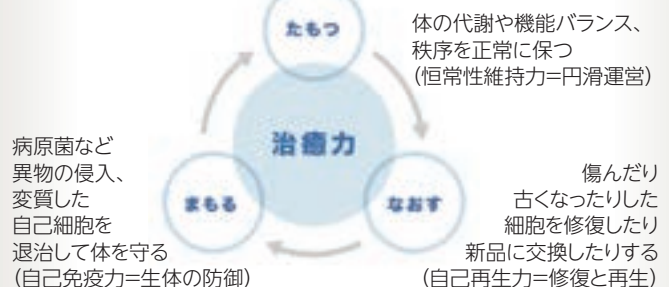 たもつ
体の代謝や機能バランス、
秩序を正常に保つ
(恒常性維持力=円滑運営)
治癒力
病原菌など
異物の侵入、
変質した
自己細胞を
退治して体を守る
(自己免疫力=生体の防御)
まもる
なおす
傷んだり
古くなったりした
細胞を修復したり
新品に交換したりする
(自己再生力=修復と再生)